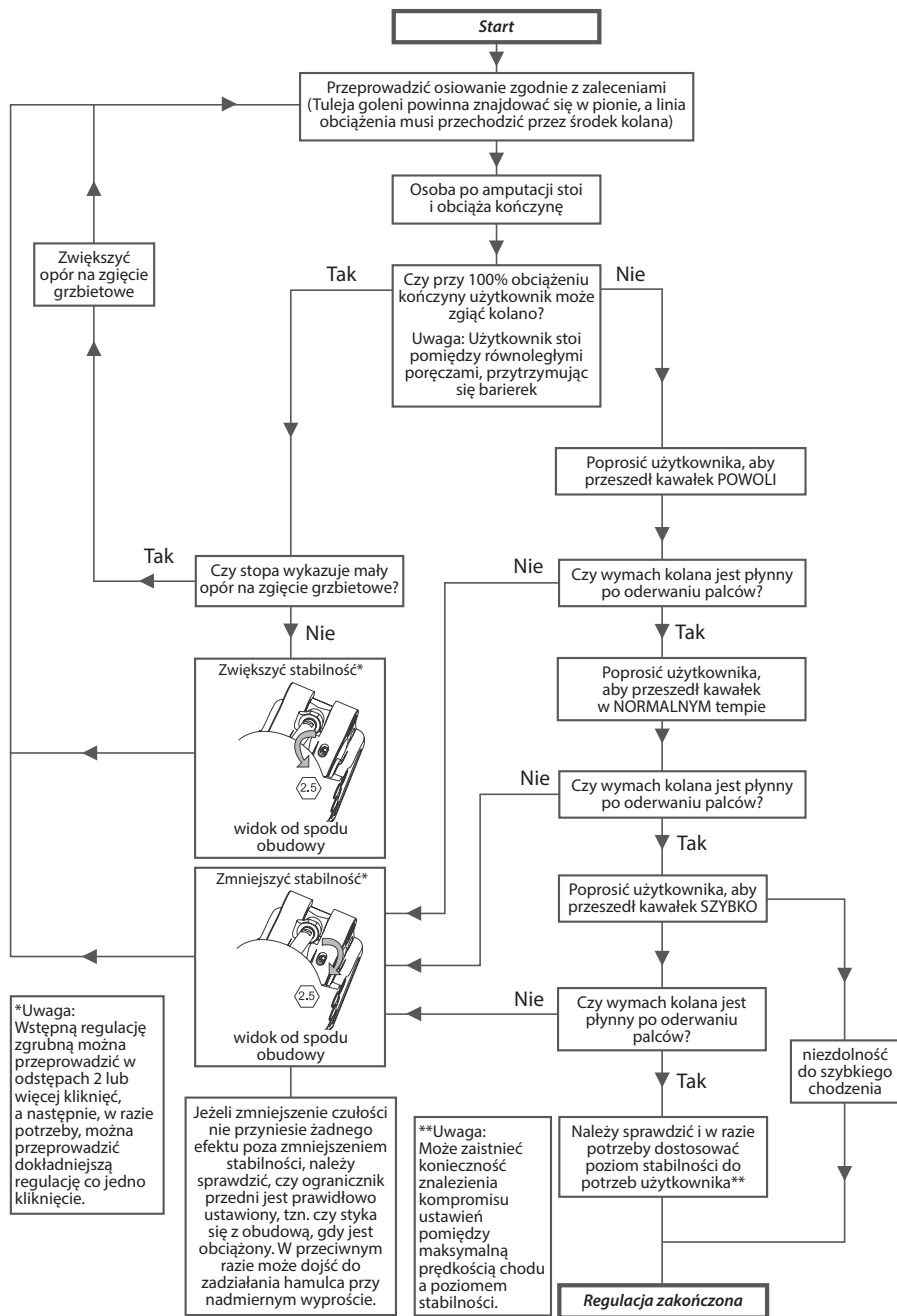 Start
Przeprowadzić osiowanie zgodnie z zaleceniami
(Tuleja goleni powinna znajdować się w pionie, a linia
obciążenia musi przechodzić przez środek kolana)
Osoba po amputacji stoi
i obciąża kończynę
Zwiększyć
opór na zgięcie
grzbietowe
Tak
Czy przy 100% obciążeniu
kończyny użytkownik może
zgiąć kolano?
Uwaga: Użytkownik stoi
pomiędzy równoległymi
poręczami, przytrzymując
się barierek
Nie
Poprosić użytkownika, aby
przeszedł kawałek POWOLI
Tak
Czy stopa wykazuje mały
opór na zgięcie grzbietowe?
Nie
Nie
Czy wymach kolana jest płynny
po oderwaniu palców?
Tak
Zwiększyć stabilność*
2.5
widok od spodu
obudowy
Poprosić użytkownika,
aby przeszedł kawałek
w NORMALNYM tempie
Nie
Czy wymach kolana jest płynny
po oderwaniu palców?
Tak
Zmniejszyć stabilność*
2.5
widok od spodu
obudowy
Poprosić użytkownika, aby
przeszedł kawałek SZYBKO
Nie
Czy wymach kolana jest
płynny po oderwaniu
palców?
Tak
niezdolność
do szybkiego
chodzenia
*Uwaga:
Wstępną regulację
zgrubną można
przeprowadzić w
odstępach 2 lub
więcej kliknięć,
a następnie, w razie
potrzeby, można
przeprowadzić
dokładniejszą
regulację co jedno
kliknięcie.
Jeżeli zmniejszenie czułości
nie przyniesie żadnego
efektu poza zmniejszeniem
stabilności, należy
sprawdzić, czy ogranicznik
przedni jest prawidłowo
ustawiony, tzn. czy styka
się z obudową, gdy jest
obciążony. W przeciwnym
razie może dojść do
zadziałania hamulca przy
nadmiernym wyproście.
**Uwaga:
Może zaistnieć
konieczność
znalezienia
kompromisu
ustawień
pomiędzy
maksymalną
prędkością chodu
a poziomem
stabilności.
Należy sprawdzić i w razie
potrzeby dostosować
poziom stabilności do
potrzeb użytkownika**
Regulacja zakończona